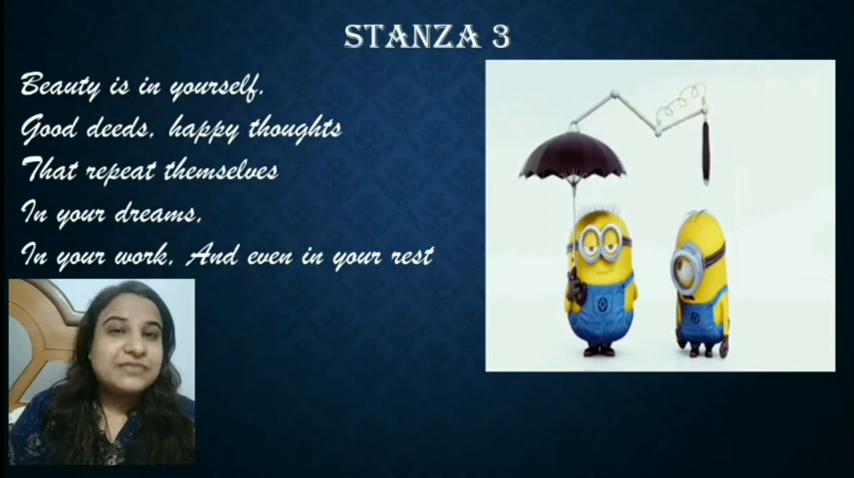 STANZA 3
Beauty is in yourself.
Good deeds, happy thoughts
That repeat themselves
In your dreams,
In your work, And even in your rest